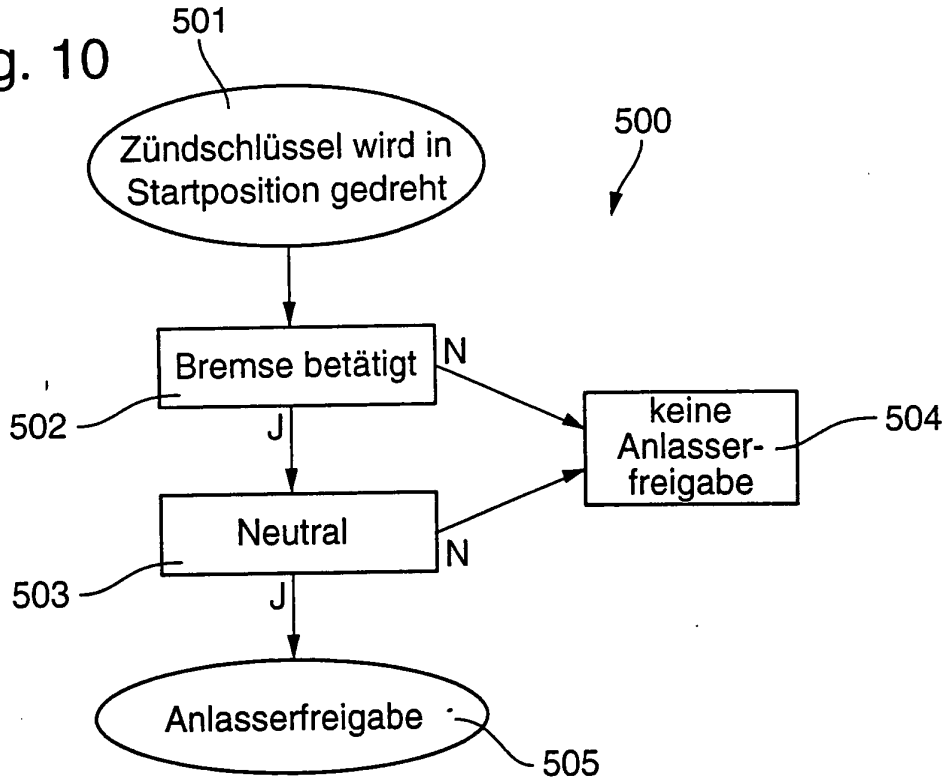 g. 10
501
Zündschlüssel wird in
Startposition gedreht
500
Bremse betätigt
N
502
J
keine
Anlasser-
freigabe
504
Neutral
N
503
J
Anlasserfreigabe
505